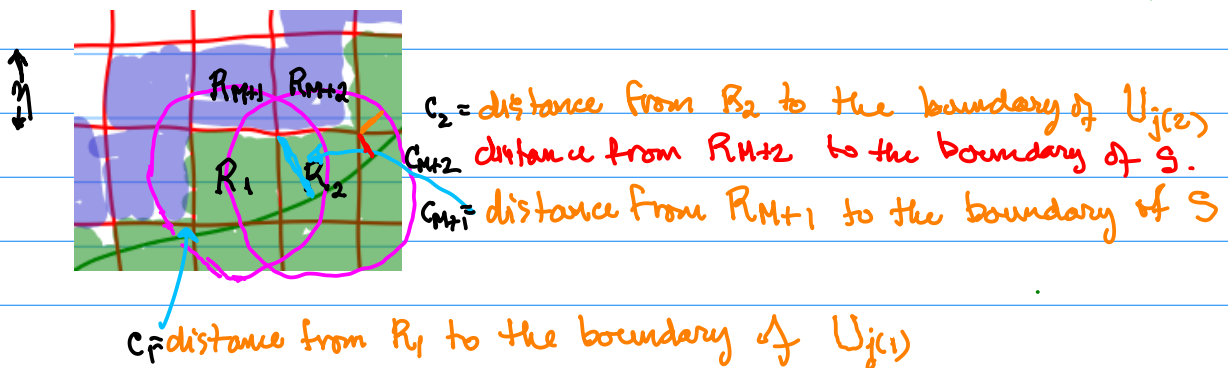 η
R_{M+1} R_{M+2}
R_1 R_2
C_2 = distance from R_2 to the boundary of U_{j(2)}
C_{M+2} distance from R_{M+2} to the boundary of S.
C_{M+1} = distance from R_{M+1} to the boundary of S
C_1 = distance from R_1 to the boundary of U_{j(1)}